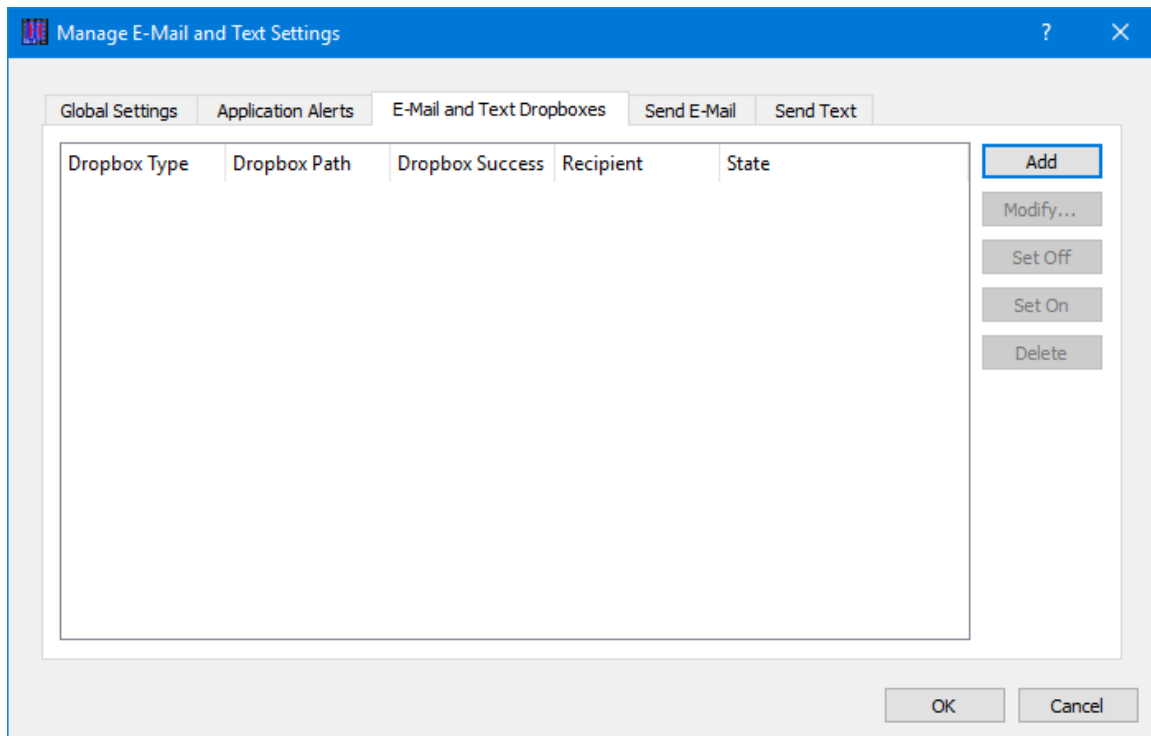 Manage E-Mail and Text Settings
?
Global Settings Application Alerts E-Mail and Text Dropboxes Send E-Mail Send Text
Dropbox Type Dropbox Path Dropbox Success Recipient State
Add
Modify...
Set Off
Set On
Delete
OK Cancel